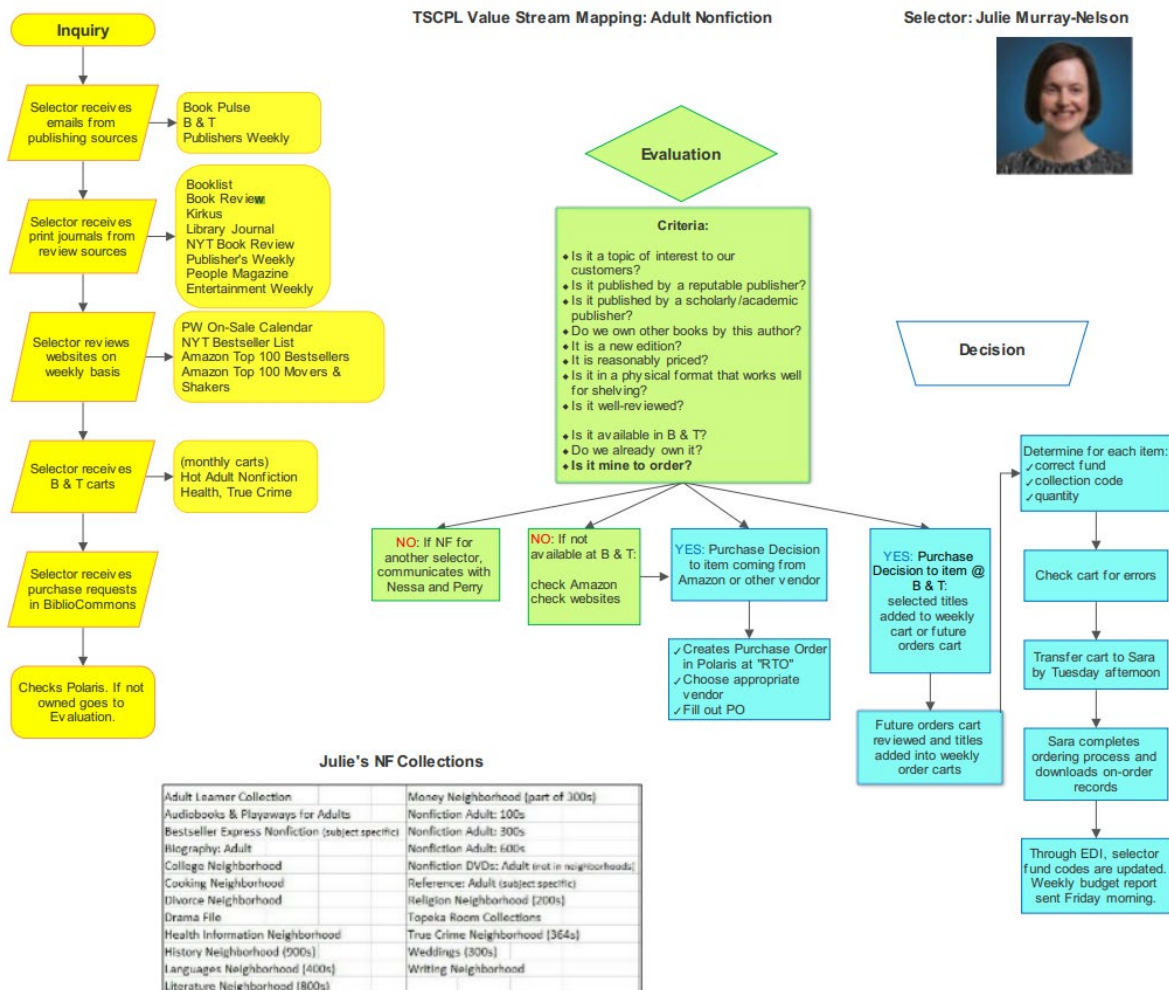 TSCPL Value Stream Mapping: Adult Nonfiction
Selector: Julie Murray-Nelson
Inquiry
Selector receives
emails from
publishing sources
Book Pulse
B & T
Publishers Weekly
Selector receives
print journals from
review sources
Booklist
Book Review
Kirkus
Library Journal
NYT Book Review
Publisher's Weekly
People Magazine
Entertainment Weekly
Selector reviews
websites on
weekly basis
PW On-Sale Calendar
NYT Bestseller List
Amazon Top 100 Bestsellers
Amazon Top 100 Movers &
Shakers
Selector receives
B & T carts
(monthly carts)
Hot Adult Nonfiction
Health, True Crime
Selector receives
purchase requests
in BiblioCommons
Checks Polaris. If not
owned goes to
Evaluation.
Evaluation
Criteria:
◆ Is it a topic of interest to our
customers?
◆ Is it published by a reputable publisher?
◆ Is it published by a scholarly/academic
publisher?
◆ Do we own other books by this author?
◆ It is a new edition?
◆ It is reasonably priced?
◆ Is it in a physical format that works well
for shelving?
◆ Is it well-reviewed?
◆ Is it available in B & T?
◆ Do we already own it?
◆ Is it mine to order?
NO: If NF for
another selector,
communicates with
Nessa and Perry
NO: If not
available at B & T:
check Amazon
check websites
YES: Purchase Decision
to item coming from
Amazon or other vendor
✓Creates Purchase Order
in Polaris at "RTO"
✓Choose appropriate
vendor
✓Fill out PO
YES: Purchase
Decision to item @
B & T:
selected titles
added to weekly
cart or future
orders cart
Future orders cart
reviewed and titles
added into weekly
order carts
Decision
Determine for each item:
✓correct fund
✓collection code
✓quantity
Check cart for errors
Transfer cart to Sara
by Tuesday afternoon
Sara completes
ordering process and
downloads on-order
records
Through EDI, selector
fund codes are updated.
Weekly budget report
sent Friday morning.
Julie's NF Collections
Adult Learner Collection
Audiobooks & Playaways for Adults
Bestseller Express Nonfiction (subject specific)
Biography: Adult
College Neighborhood
Cooking Neighborhood
Divorce Neighborhood
Drama File
Health Information Neighborhood
History Neighborhood (900s)
Languages Neighborhood (400s)
Literature Neighborhood (800s)
Money Neighborhood (part of 300s)
Nonfiction Adult: 100s
Nonfiction Adult: 300s
Nonfiction Adult: 600s
Nonfiction DVDs: Adult (not in neighborhoods)
Reference: Adult (subject specific)
Religion Neighborhood (200s)
Topeka Room Collections
True Crime Neighborhood (364s)
Weddings (300s)
Writing Neighborhood